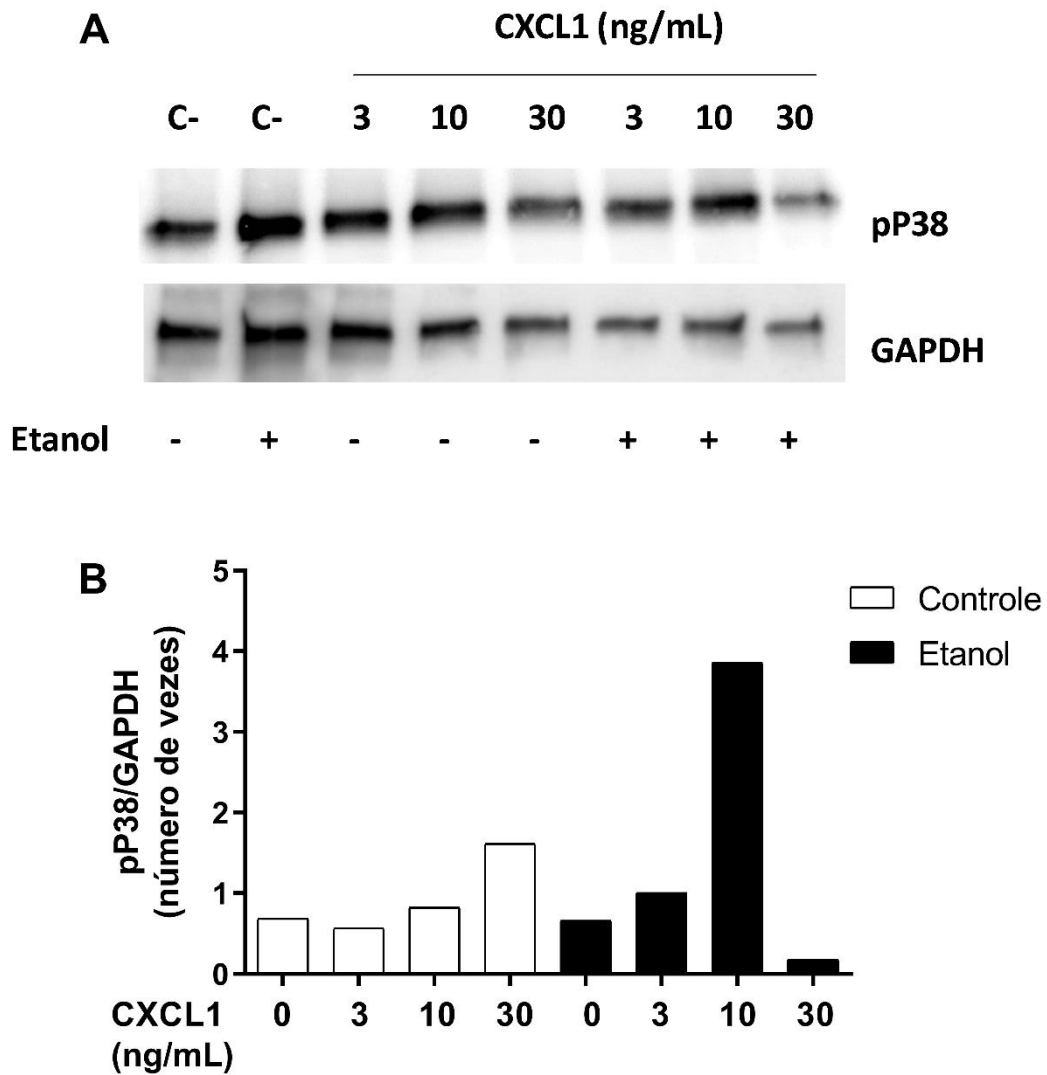 A
CXCL1 (ng/mL)
C- C- 3 10 30 3 10 30
pP38
GAPDH
Etanol - + - - - + + +
B
5
4
3
2
1
0
pP38/GAPDH
(número de vezes)
Controle
Etanol
CXCL1 0 3 10 30 0 3 10 30
(ng/mL)